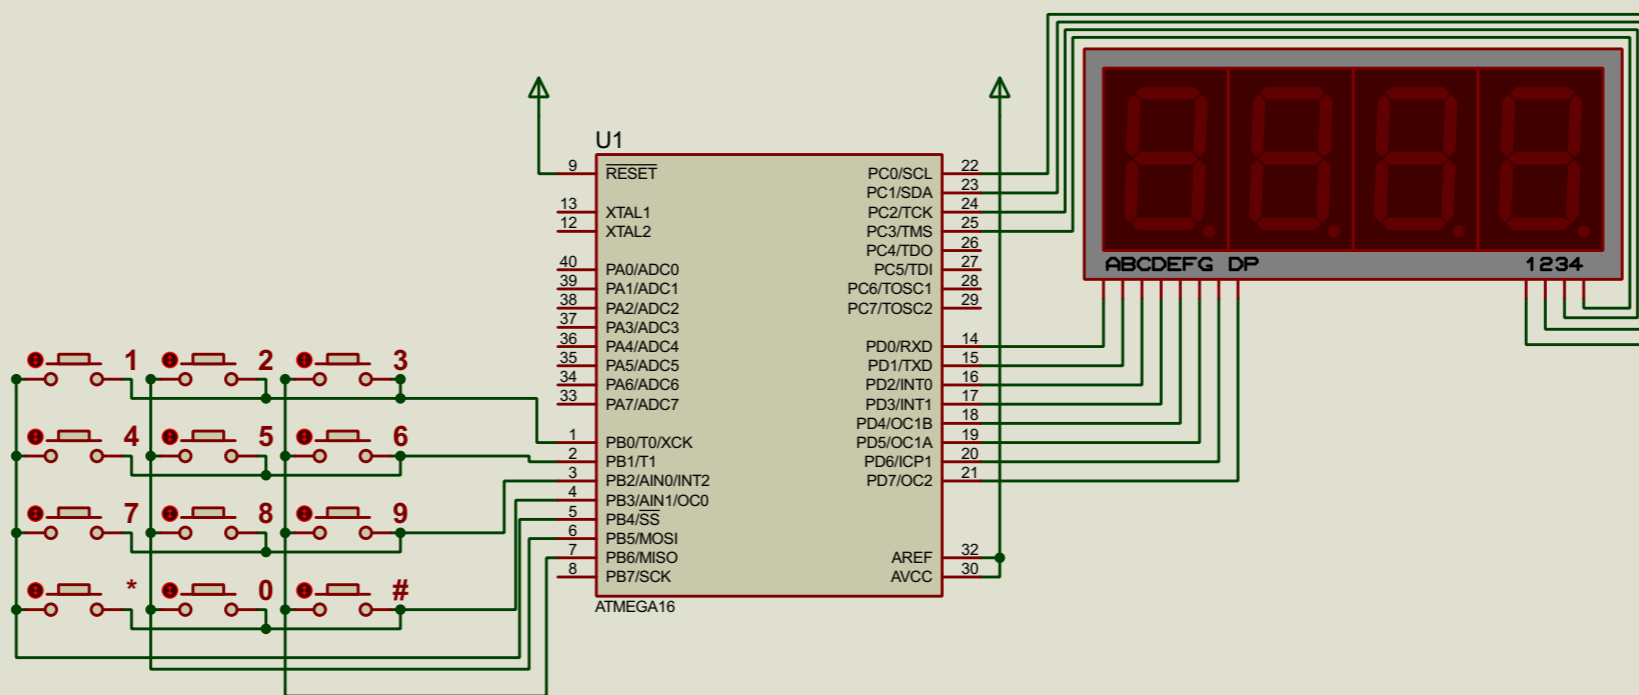 U1
9 RESET
13 XTAL1
12 XTAL2
40 PA0/ADC0
39 PA1/ADC1
38 PA2/ADC2
37 PA3/ADC3
36 PA4/ADC4
35 PA5/ADC5
34 PA6/ADC6
33 PA7/ADC7
1 PB0/T0/XCK
2 PB1/T1
3 PB2/AIN0/INT2
4 PB3/AIN1/OC0
5 PB4/SS
6 PB5/MOSI
7 PB6/MISO
8 PB7/SCK
PC0/SCL 22
PC1/SDA 23
PC2/TCK 24
PC3/TMS 25
PC4/TDO 26
PC5/TDI 27
PC6/TOSC1 28
PC7/TOSC2 29
PD0/RXD 14
PD1/TXD 15
PD2/INT0 16
PD3/INT1 17
PD4/OC1B 18
PD5/OC1A 19
PD6/ICP1 20
PD7/OC2 21
AREF 32
AVCC 30
ATMEGA16
ABCDEFG DP 1234
1 2 3
4 5 6
7 8 9
* 0 #